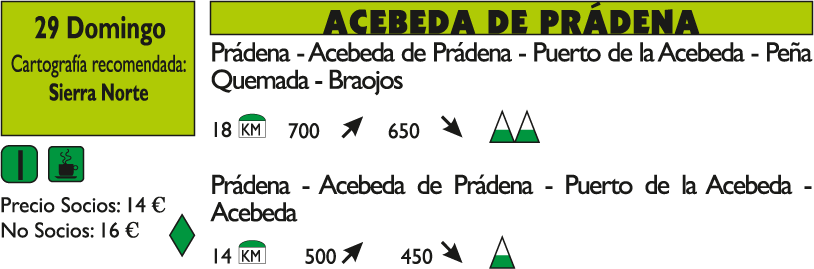 29 Domingo
Cartografía recomendada:
Sierra Norte
Precio Socios: 14 €
No Socios: 16 €
ACEBEDA DE PRÁDENA
Prádena - Acebeda de Prádena - Puerto de la Acebeda - Peña
Quemada - Braojos
18 KM 700 650
Prádena - Acebeda de Prádena - Puerto de la Acebeda -
Acebeda
14 KM 500 450